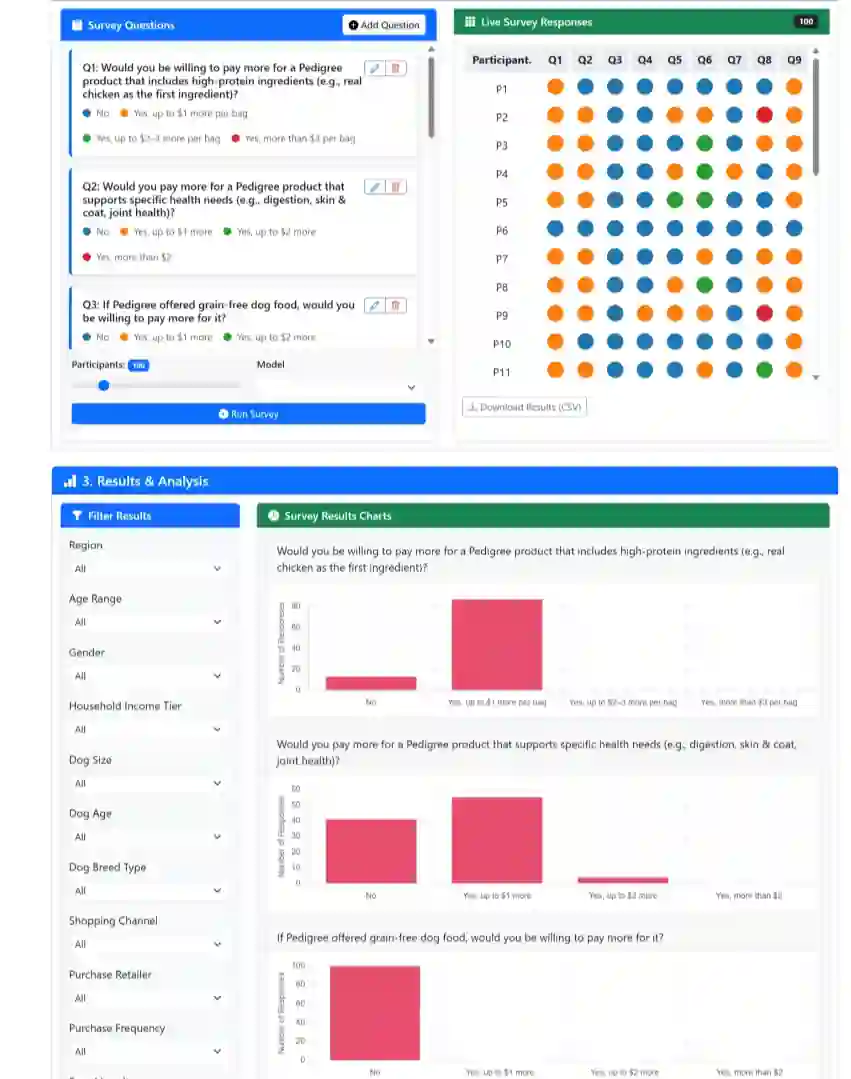 Survey Questions
Add Question
Q1: Would you be willing to pay more for a Pedigree
product that includes high-protein ingredients (e.g., real
chicken as the first ingredient)?
No Yes, up to $1 more per bag
Yes, up to $2–3 more per bag Yes, more than $3 per bag
Q2: Would you pay more for a Pedigree product that
supports specific health needs (e.g., digestion, skin &
coat, joint health)?
No Yes, up to $1 more Yes, up to $2 more
Yes, more than $2
Q3: If Pedigree offered grain-free dog food, would you
be willing to pay more for it?
No Yes, up to $1 more Yes, up to $2 more
Participants: 100
Model
Run Survey
Live Survey Responses
100
Participant. Q1 Q2 Q3 Q4 Q5 Q6 Q7 Q8 Q9
P1
P2
P3
P4
P5
P6
P7
P8
P9
P10
P11
Download Results (CSV)
3. Results & Analysis
Filter Results
Region
All
Age Range
All
Gender
All
Household Income Tier
All
Dog Size
All
Dog Age
All
Dog Breed Type
All
Shopping Channel
All
Purchase Retailer
All
Purchase Frequency
All
Survey Results Charts
Would you be willing to pay more for a Pedigree product that includes high-protein ingredients (e.g., real
chicken as the first ingredient)?
Number of Responses
80
60
40
20
0
No Yes, up to $1 more per bag Yes, up to $2–3 more per bag Yes, more than $3 per bag
Would you pay more for a Pedigree product that supports specific health needs (e.g., digestion, skin & coat,
joint health)?
Number of Responses
60
50
40
30
20
10
0
No Yes, up to $1 more Yes, up to $2 more Yes, more than $2
If Pedigree offered grain-free dog food, would you be willing to pay more for it?
Number of Responses
100
80
60
40
20
0
No Yes, up to $1 more Yes, up to $2 more Yes, more than $2